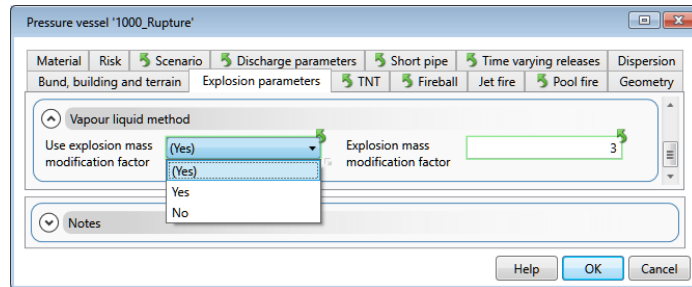 Pressure vessel '1000_Rupture'
Material Risk Scenario Discharge parameters Short pipe Time varying releases Dispersion
Bund, building and terrain Explosion parameters TNT Fireball Jet fire Pool fire Geometry
Vapour liquid method
Use explosion mass (Yes) Explosion mass 3
modification factor modification factor
(Yes)
Yes
No
Notes
Help OK Cancel